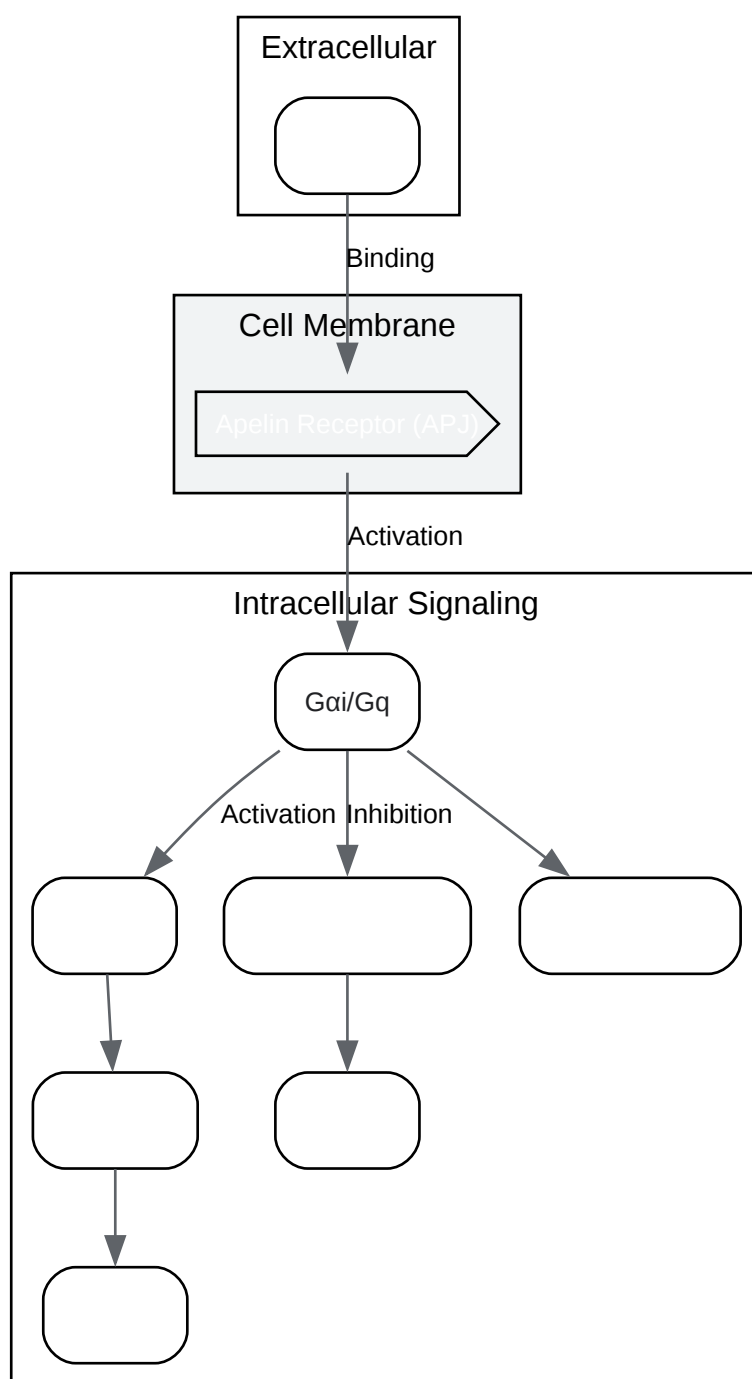 Extracellular
Binding
Cell Membrane
Apelin Receptor (APJ)
Activation
Intracellular Signaling
Gαi/Gq
Activation
Inhibition